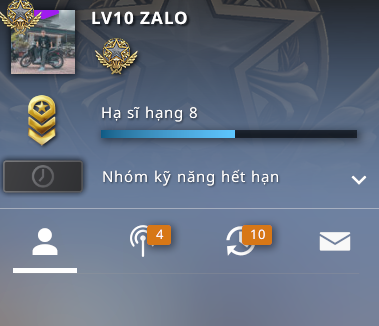 LV10 ZALO
Hạ sĩ hạng 8
Nhóm kỹ năng hết hạn
4
10